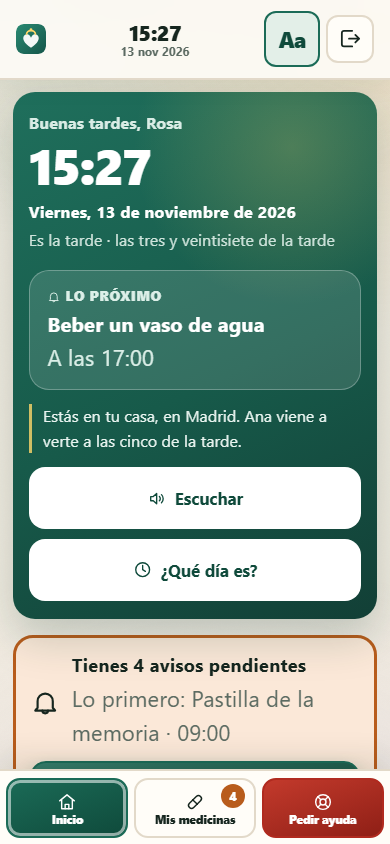 15:27
13 nov 2026
Aa
Buenas tardes, Rosa
15:27
Viernes, 13 de noviembre de 2026
Es la tarde · las tres y veintisiete de la tarde
LO PRÓXIMO
Beber un vaso de agua
A las 17:00
Estás en tu casa, en Madrid. Ana viene a
verte a las cinco de la tarde.
Escuchar
¿Qué día es?
Tienes 4 avisos pendientes
Lo primero: Pastilla de la
memoria · 09:00
Inicio
Mis medicinas
4
Pedir ayuda